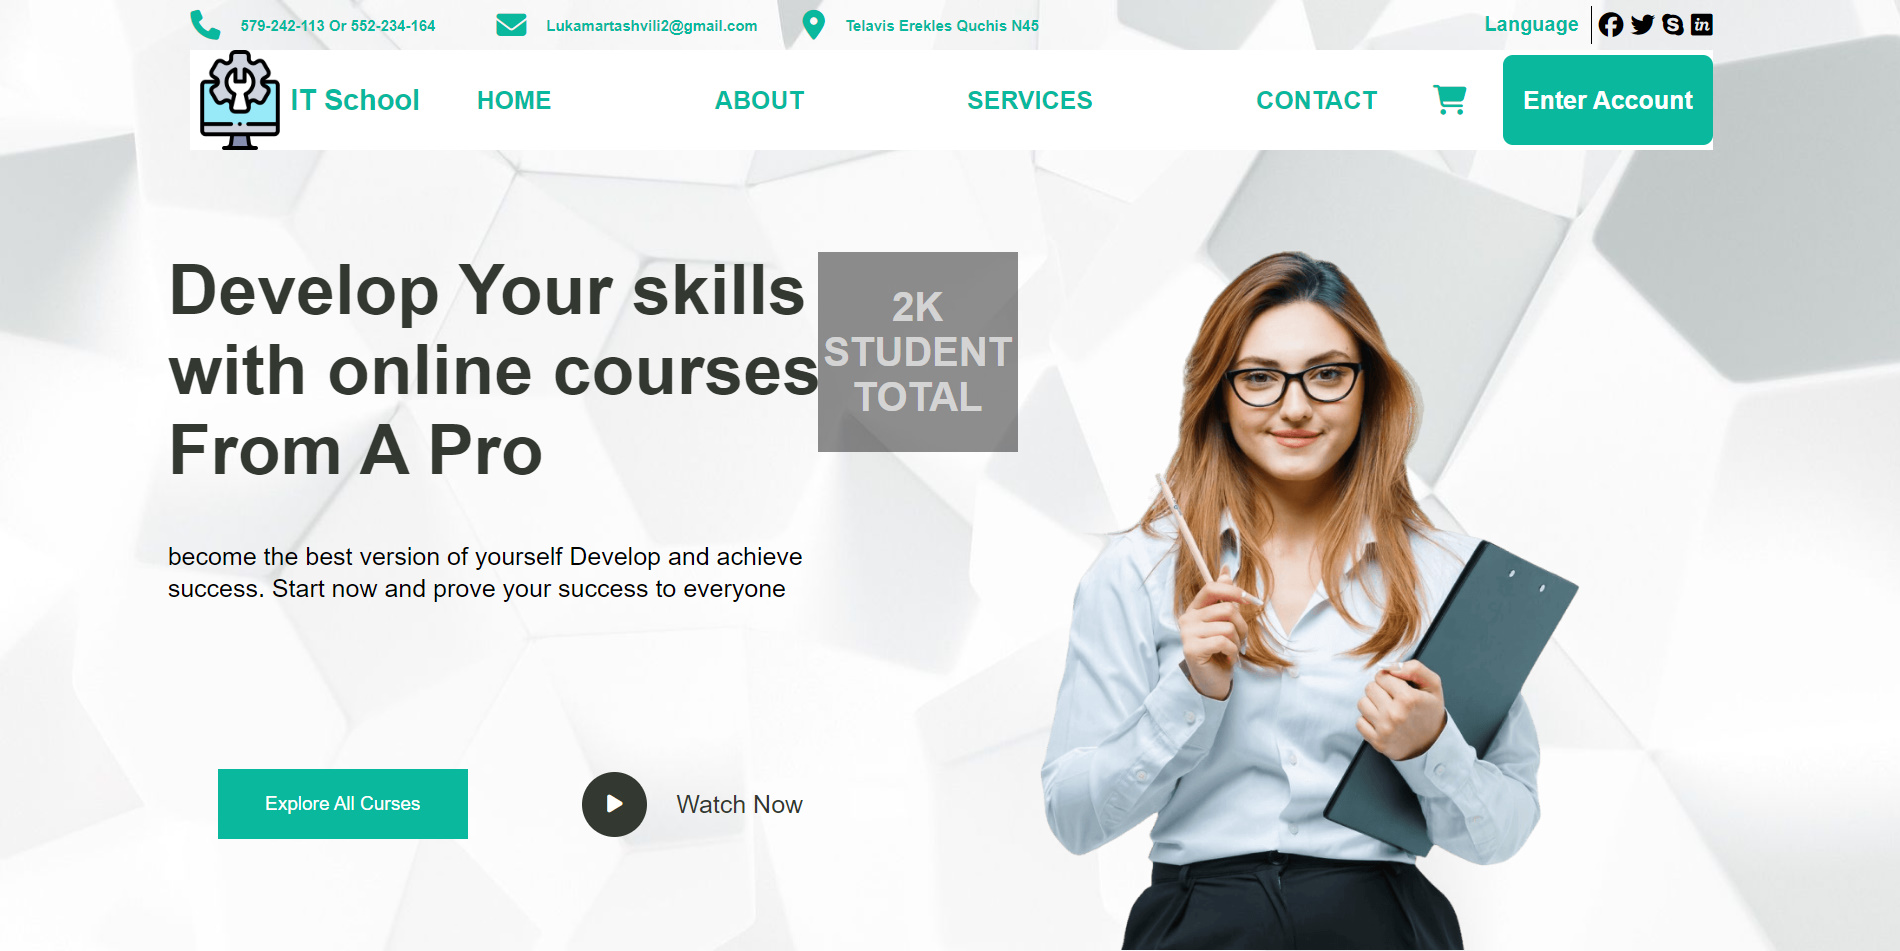 579-242-113 Or 552-234-164
Lukamartashvili2@gmail.com
Telavis Erekles Quchis N45
Language
IT School
HOME
ABOUT
SERVICES
CONTACT
Enter Account
Develop Your skills
with online courses
From A Pro
2K
STUDENT
TOTAL
become the best version of yourself Develop and achieve
success. Start now and prove your success to everyone
Explore All Curses
Watch Now